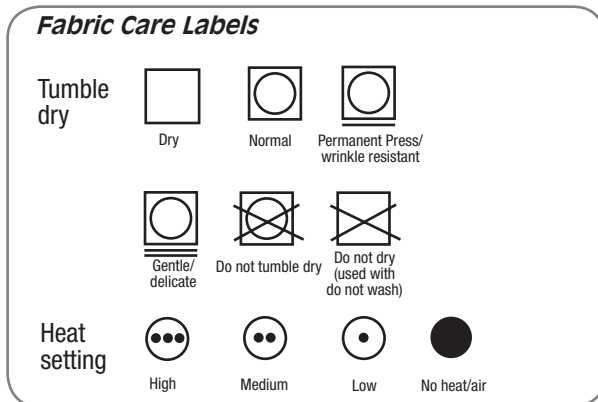 Fabric Care Labels
Tumble
dry
Dry
Normal
Permanent Press/
wrinkle resistant
Gentle/
delicate
Do not tumble dry
Do not dry
(used with
do not wash)
Heat
setting
High
Medium
Low
No heat/air